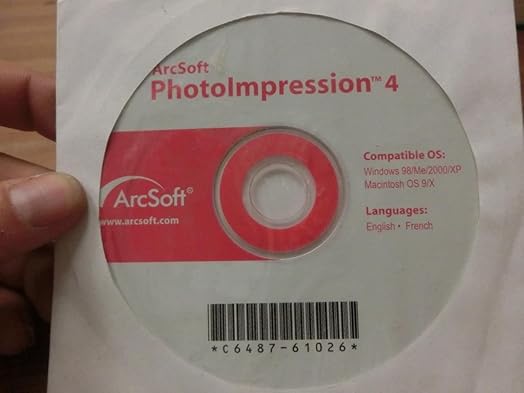 ArcSoft
PhotoImpression™ 4
Compatible OS:
Windows 98/Me/2000/XP
Macintosh OS 9/X
Languages:
English • French
ArcSoft®
www.arcsoft.com
*C6487-61026*